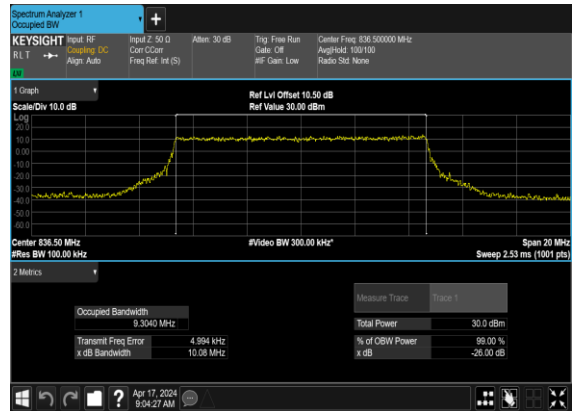 Spectrum Analyzer 1
Occupied BW
KEYSIGHT
RLT
LW
Input: RF
Coupling: DC
Align: Auto
Input Z: 50 Ω
Corr CCorr
Freq Ref: Int (S)
Atten: 30 dB
Trig: Free Run
Gate: Off
#IF Gain: Low
Center Freq: 836.500000 MHz
Avg|Hold: 100/100
Radio Std: None
1 Graph
Scale/Div 10.0 dB
Ref Lvl Offset 10.50 dB
Ref Value 30.00 dBm
Log
20.0
10.0
0.00
-10.0
-20.0
-30.0
-40.0
-50.0
-60.0
Center 836.50 MHz
#Res BW 100.00 kHz
#Video BW 300.00 kHz*
Span 20 MHz
Sweep 2.53 ms (1001 pts)
2 Metrics
Occupied Bandwidth
9.3040 MHz
Transmit Freq Error 4.994 kHz
x dB Bandwidth 10.08 MHz
Measure Trace Trace 1
Total Power 30.0 dBm
% of OBW Power 99.00 %
x dB -26.00 dB
Apr 17, 2024
9:04:27 AM